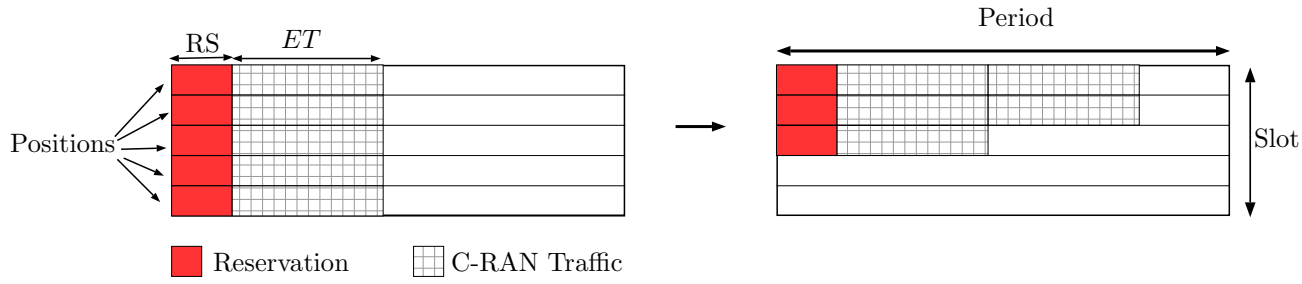 Period
RS
ET
Positions
Slot
Reservation
C-RAN Traffic